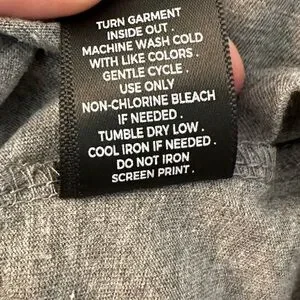 TURN GARMENT
INSIDE OUT.
MACHINE WASH COLD
WITH LIKE COLORS.
GENTLE CYCLE.
USE ONLY
NON-CHLORINE BLEACH
IF NEEDED.
TUMBLE DRY LOW.
COOL IRON IF NEEDED.
DO NOT IRON
SCREEN PRINT.